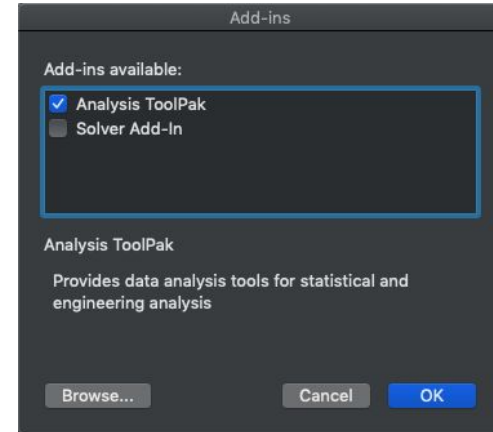 Add-ins
Add-ins available:
Analysis ToolPak
Solver Add-In
Analysis ToolPak
Provides data analysis tools for statistical and
engineering analysis
Browse...
Cancel
OK